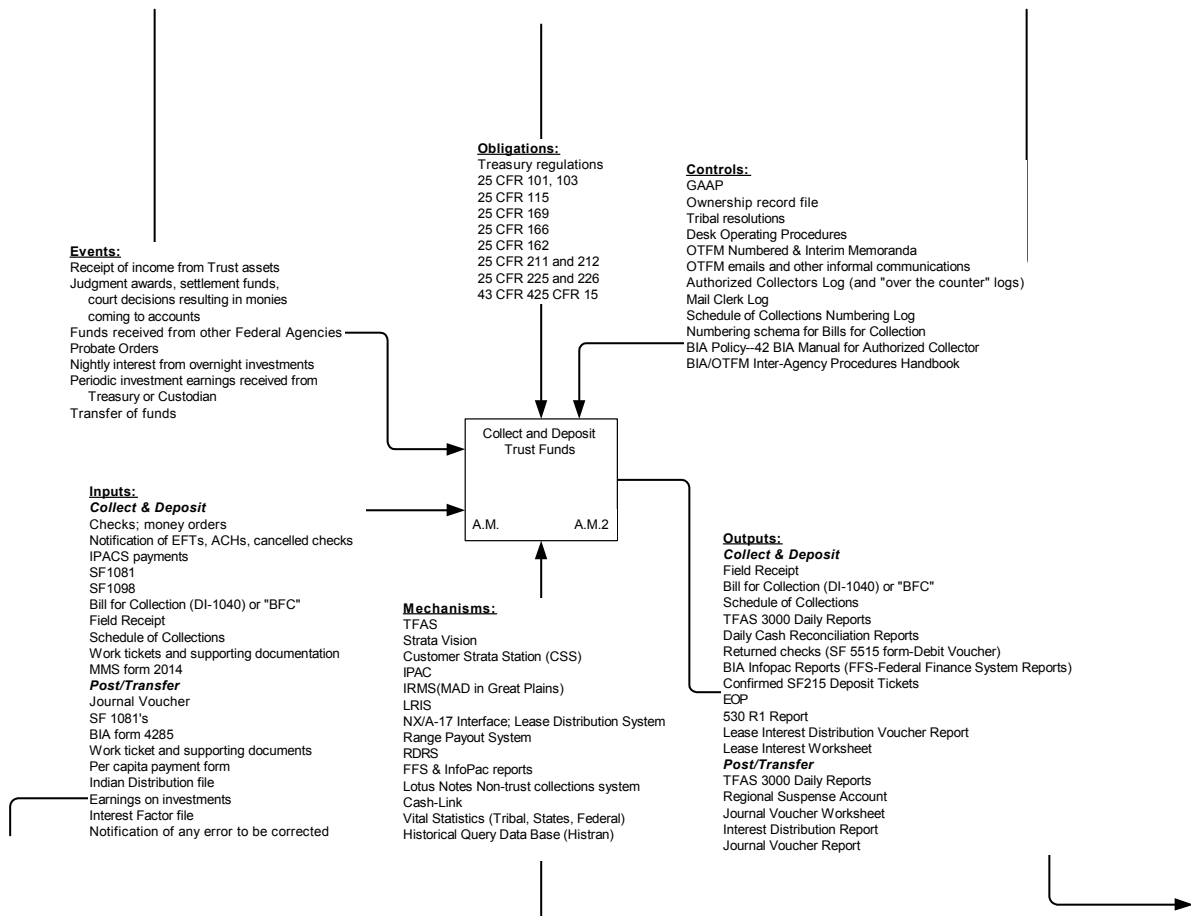 Obligations:
Treasury regulations
25 CFR 101, 103
25 CFR 115
25 CFR 169
25 CFR 166
25 CFR 162
25 CFR 211 and 212
25 CFR 225 and 226
43 CFR 425 CFR 15
Controls:
GAAP
Ownership record file
Tribal resolutions
Desk Operating Procedures
OTFM Numbered & Interim Memoranda
OTFM emails and other informal communications
Authorized Collectors Log (and "over the counter" logs)
Mail Clerk Log
Schedule of Collections Numbering Log
Numbering schema for Bills for Collection
BIA Policy--42 BIA Manual for Authorized Collector
BIA/OTFM Inter-Agency Procedures Handbook
Events:
Receipt of income from Trust assets
Judgment awards, settlement funds,
court decisions resulting in monies
coming to accounts
Funds received from other Federal Agencies
Probate Orders
Nightly interest from overnight investments
Periodic investment earnings received from
Treasury or Custodian
Transfer of funds
Collect and Deposit
Trust Funds
A.M. A.M.2
Inputs:
Collect & Deposit
Checks; money orders
Notification of EFTs, ACHs, cancelled checks
IPACS payments
SF1081
SF1098
Bill for Collection (DI-1040) or "BFC"
Field Receipt
Schedule of Collections
Work tickets and supporting documentation
MMS form 2014
Post/Transfer
Journal Voucher
SF 1081's
BIA form 4285
Work ticket and supporting documents
Per capita payment form
Indian Distribution file
Earnings on investments
Interest Factor file
Notification of any error to be corrected
Mechanisms:
TFAS
Strata Vision
Customer Strata Station (CSS)
IPAC
IRMS(MAD in Great Plains)
LRIS
NX/A-17 Interface; Lease Distribution System
Range Payout System
RDRS
FFS & InfoPac reports
Lotus Notes Non-trust collections system
Cash-Link
Vital Statistics (Tribal, States, Federal)
Historical Query Data Base (Histran)
Outputs:
Collect & Deposit
Field Receipt
Bill for Collection (DI-1040) or "BFC"
Schedule of Collections
TFAS 3000 Daily Reports
Daily Cash Reconciliation Reports
Returned checks (SF 5515 form-Debit Voucher)
BIA Infopac Reports (FFS-Federal Finance System Reports)
Confirmed SF215 Deposit Tickets
EOP
530 R1 Report
Lease Interest Distribution Voucher Report
Lease Interest Worksheet
Post/Transfer
TFAS 3000 Daily Reports
Regional Suspense Account
Journal Voucher Worksheet
Interest Distribution Report
Journal Voucher Report